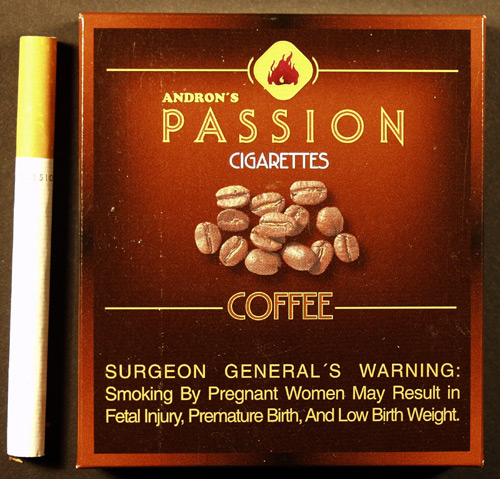 ANDRON´S
PASSION
CIGARETTES
COFFEE
SURGEON GENERAL´S WARNING:
Smoking By Pregnant Women May Result in
Fetal Injury, Premature Birth, And Low Birth Weight.